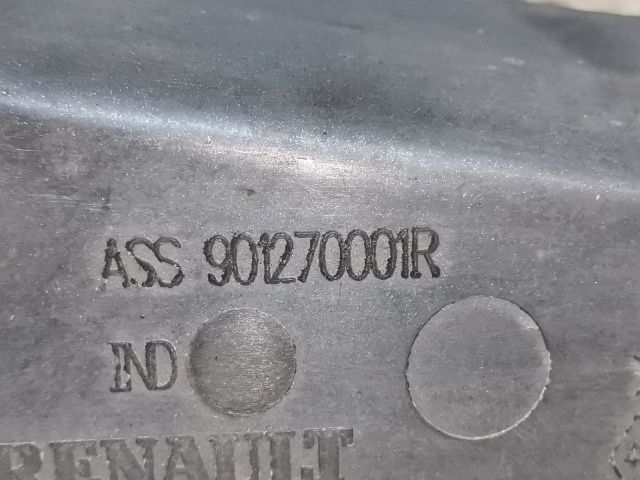 ASS 901270001R
IND
RENAULT